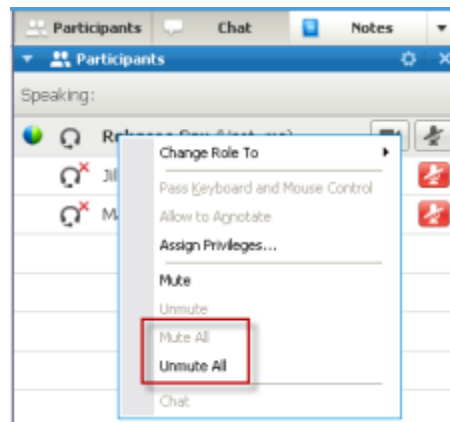 Participants Chat Notes
Participants
Speaking:
Change Role To
Jil
Pass Keyboard and Mouse Control
M
Allow to Annotate
Assign Privileges...
Mute
Unmute
Mute All
Unmute All
Chat